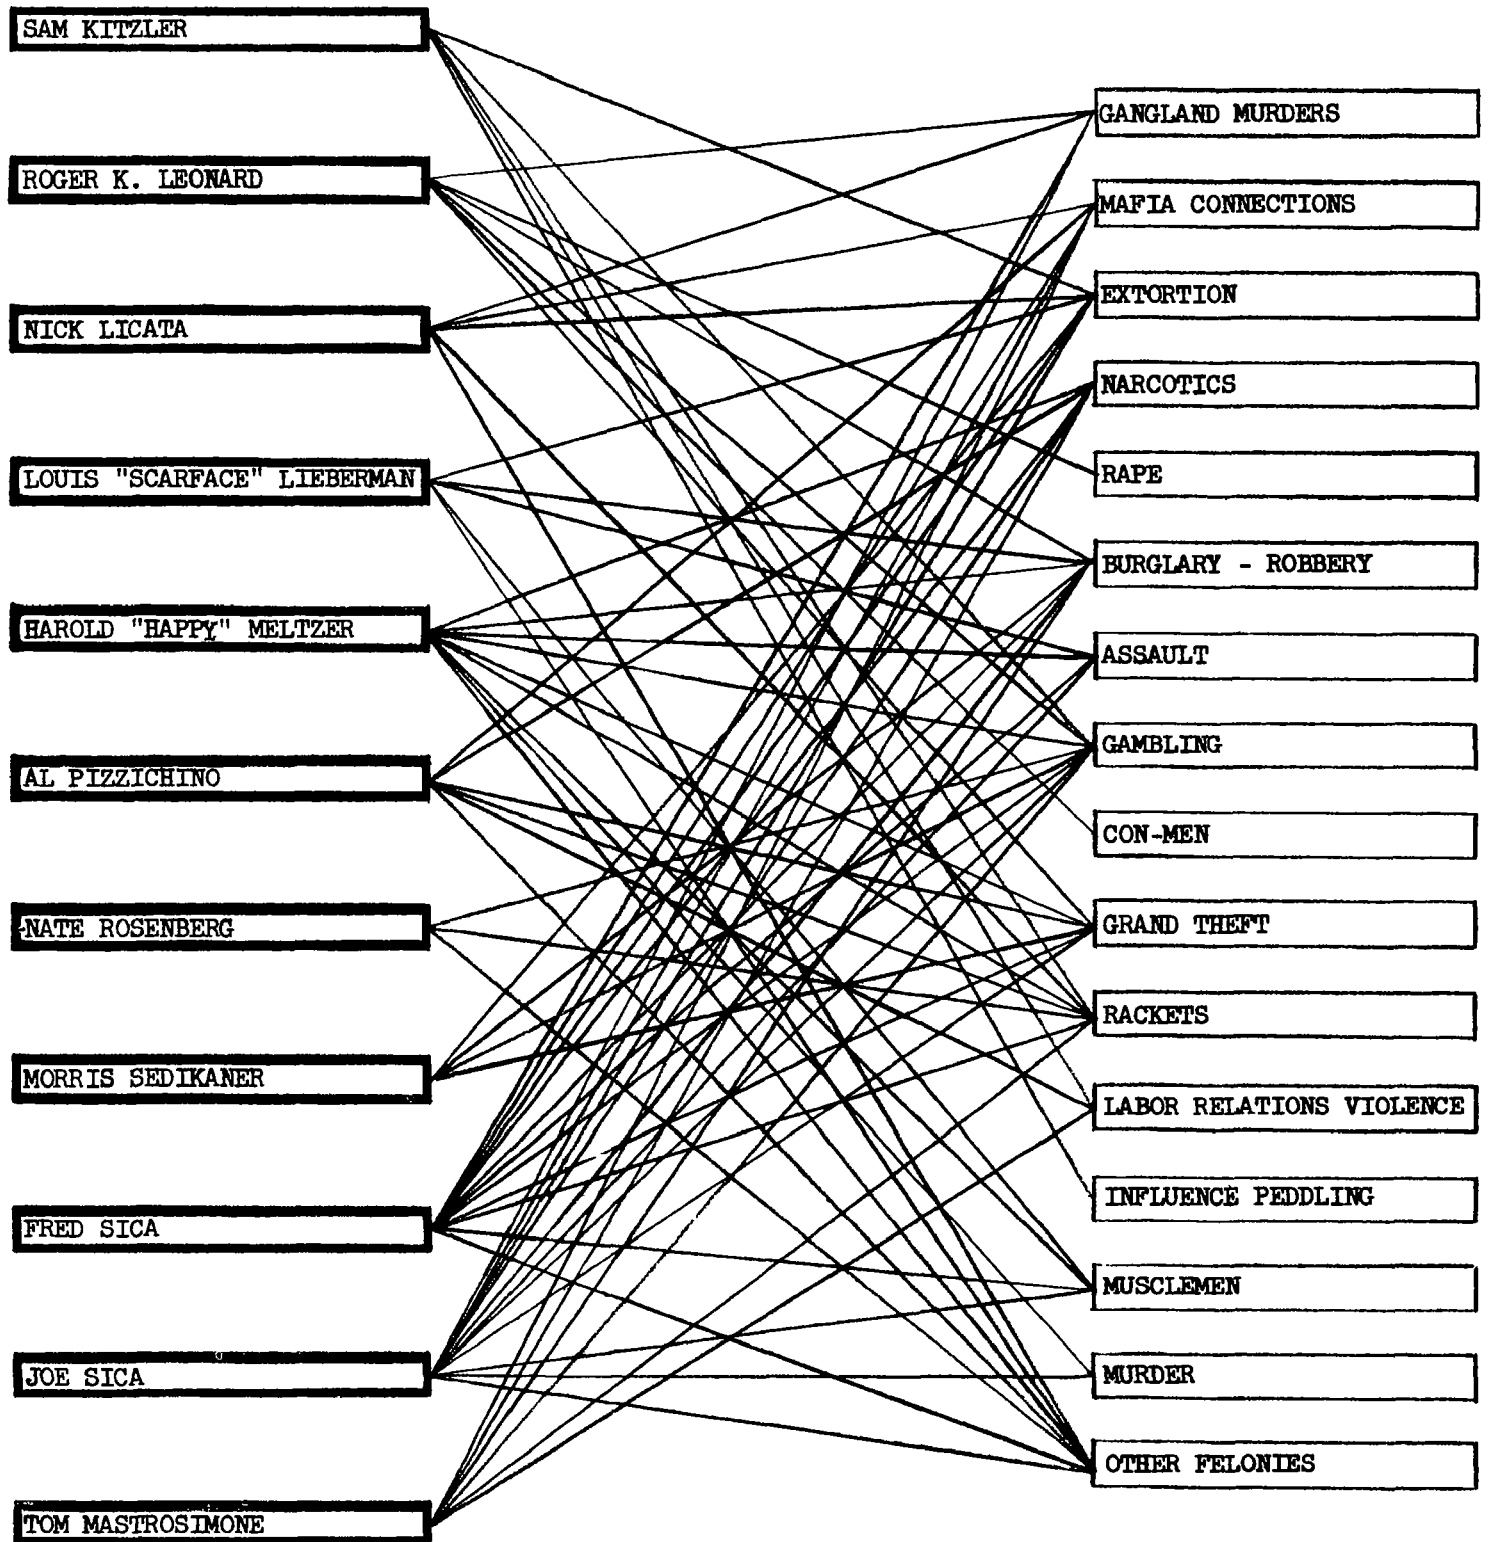 SAM KITZLER
ROGER K. LEONARD
NICK LICATA
LOUIS "SCARFACE" LIEBERMAN
HAROLD "HAPPY" MELTZER
AL PIZZICHINO
NATE ROSENBERG
MORRIS SEDIKANER
FRED SICA
JOE SICA
TOM MASTROSIMONE
GANGLAND MURDERS
MAFIA CONNECTIONS
EXTORTION
NARCOTICS
RAPE
BURGLARY - ROBBERY
ASSAULT
GAMBLING
CON-MEN
GRAND THEFT
RACKETS
LABOR RELATIONS VIOLENCE
INFLUENCE PEDDLING
MUSCLEMEN
MURDER
OTHER FELONIES